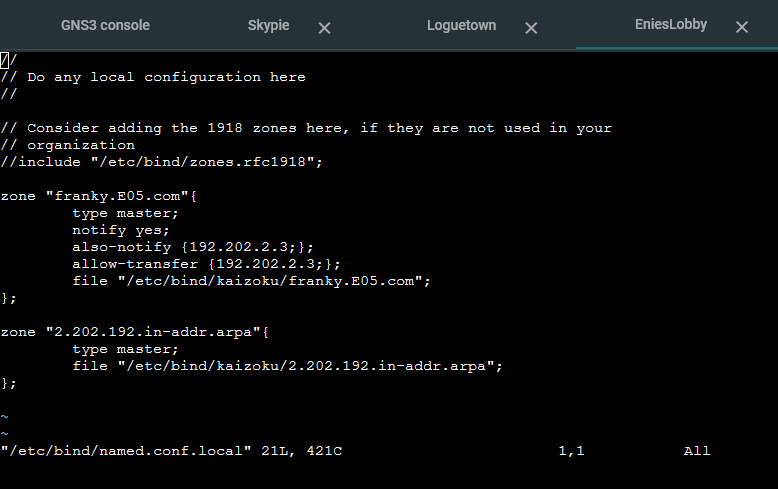 GNS3 console Skypie Loguetown EniesLobby
//
// Do any local configuration here
//
// Consider adding the 1918 zones here, if they are not used in your
// organization
//include "/etc/bind/zones.rfc1918";
zone "franky.E05.com"{
        type master;
        notify yes;
        also-notify {192.202.2.3;};
        allow-transfer {192.202.2.3;};
        file "/etc/bind/kaizoku/franky.E05.com";
};
zone "2.202.192.in-addr.arpa"{
        type master;
        file "/etc/bind/kaizoku/2.202.192.in-addr.arpa";
};
~
~
"/etc/bind/named.conf.local" 21L, 421C 1,1 All